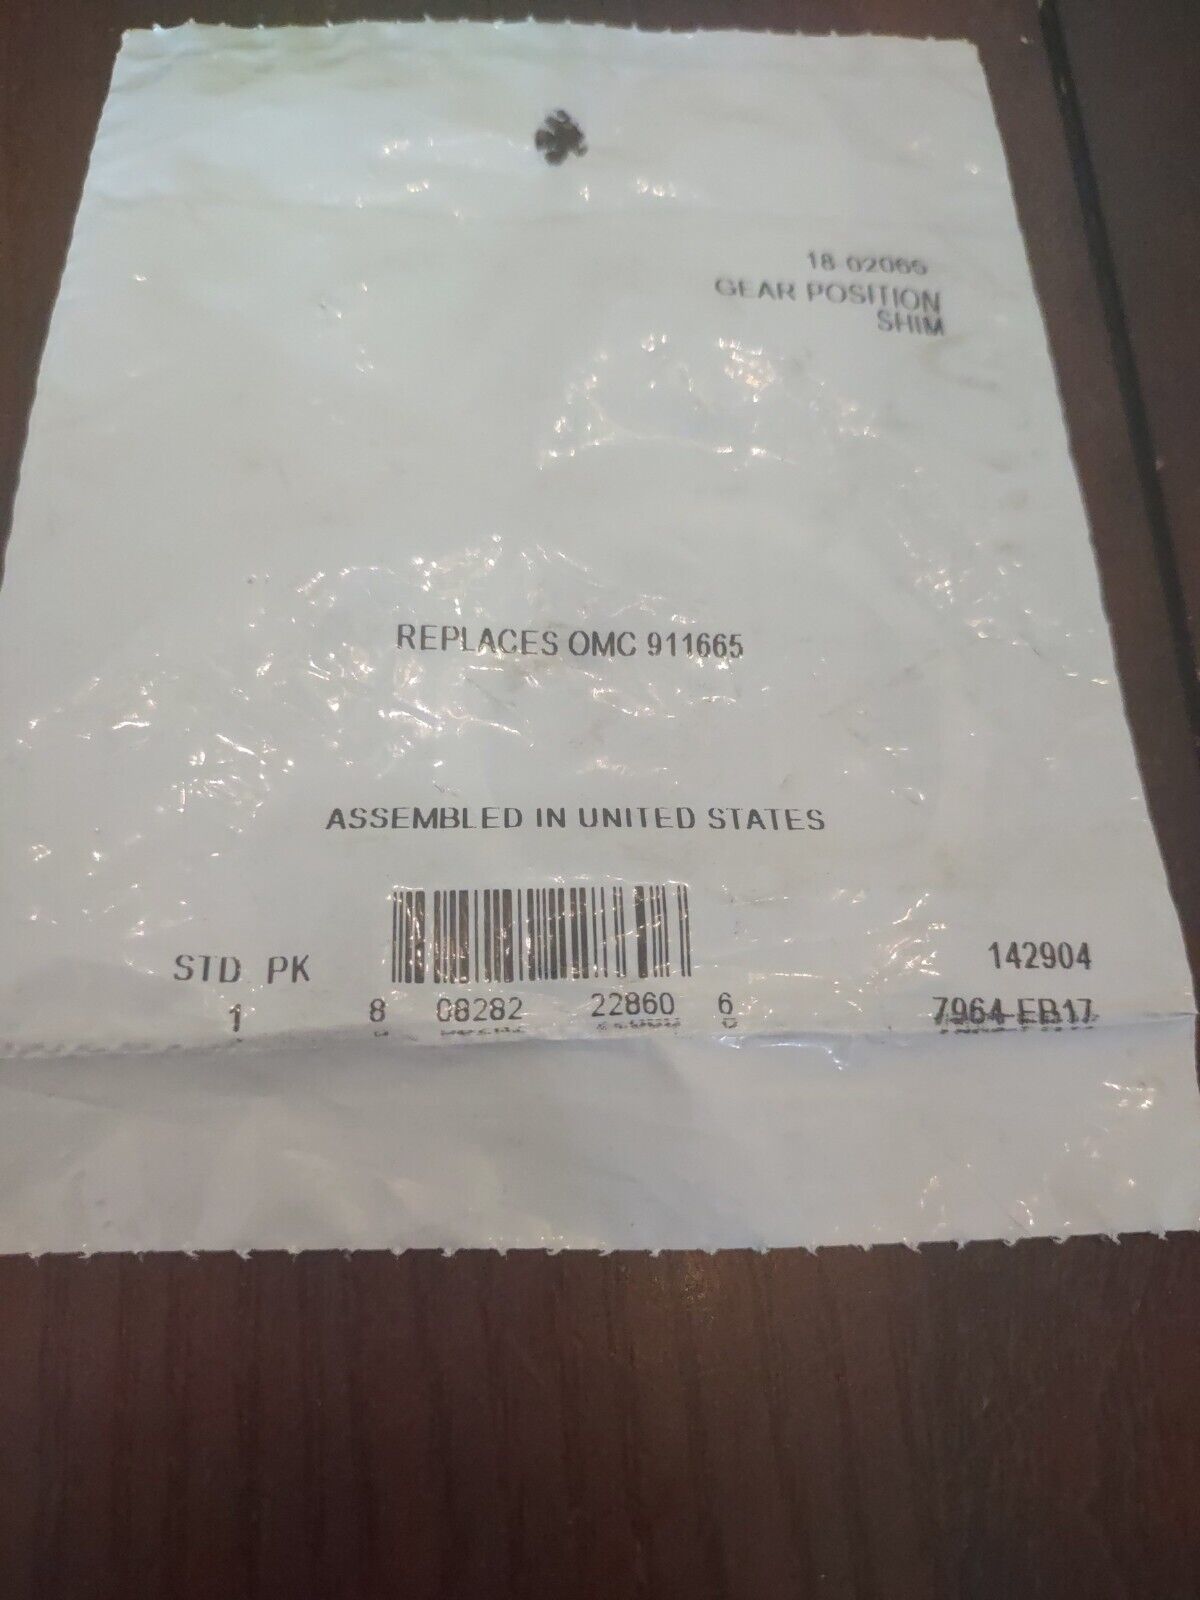 18 02065
GEAR POSITION
SHIM
REPLACES OMC 911665
ASSEMBLED IN UNITED STATES
STD PK
1
8 08282 22860 6
142904
7964-EB17